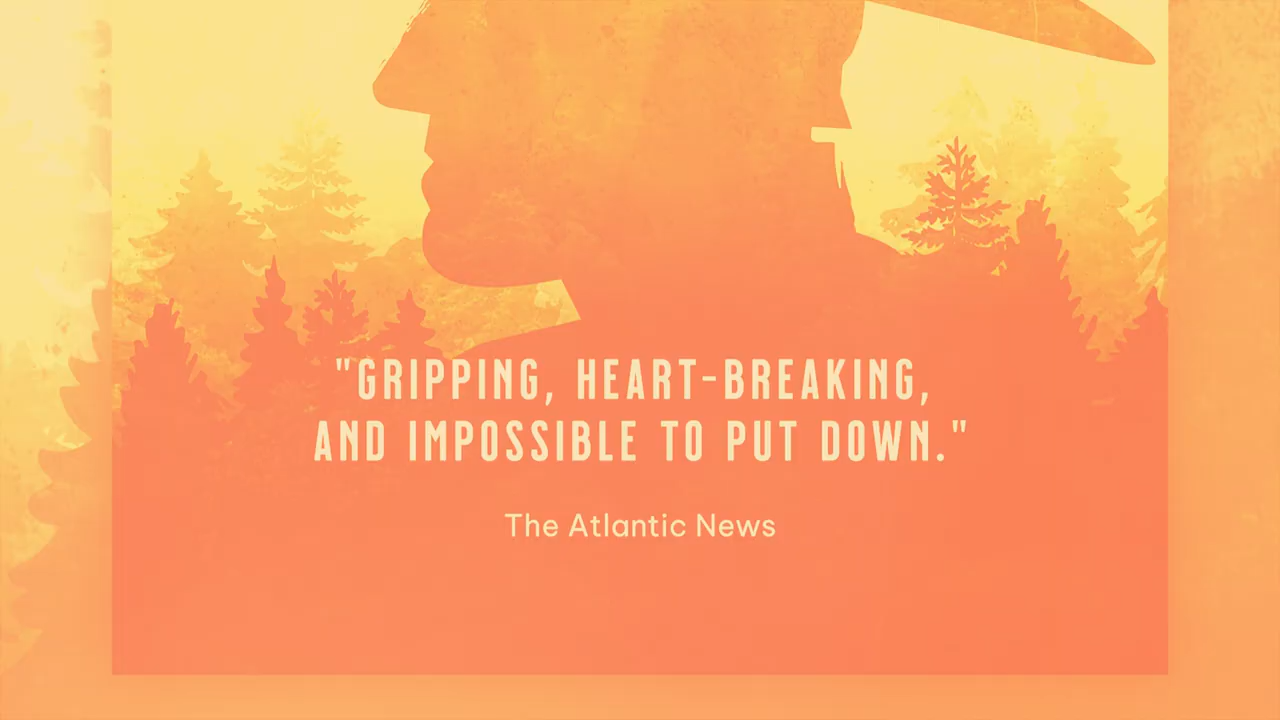 "GRIPPING, HEART-BREAKING,
AND IMPOSSIBLE TO PUT DOWN."
The Atlantic News